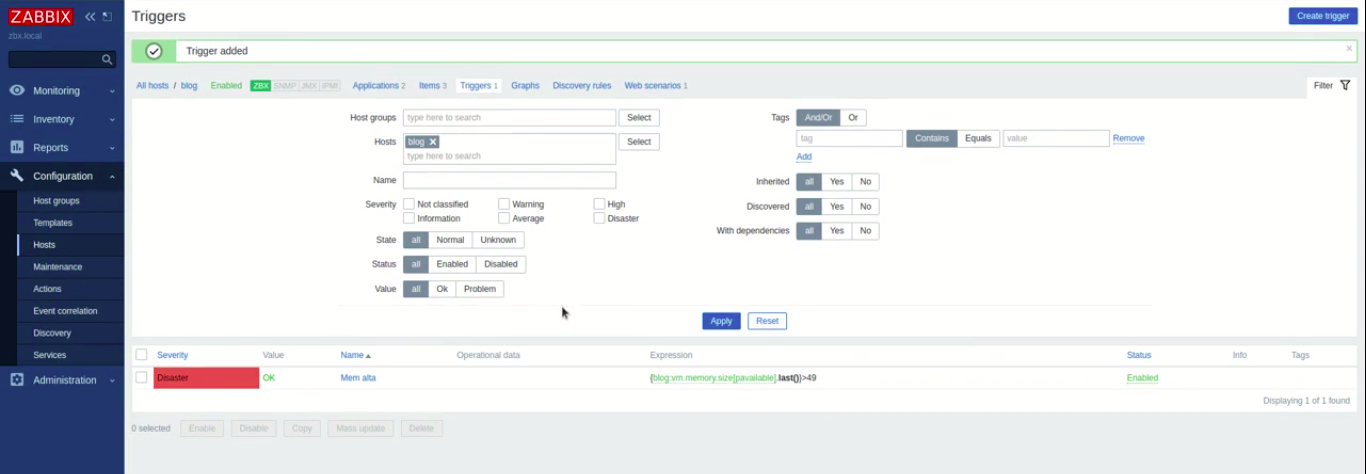 ZABBIX
zbx.local
Monitoring
Inventory
Reports
Configuration
Host groups
Templates
Hosts
Maintenance
Actions
Event correlation
Discovery
Services
Administration
Triggers
Create trigger
Trigger added
All hosts / blog Enabled ZBX SNMP JMX IPMI Applications 2 Items 3 Triggers 1 Graphs Discovery rules Web scenarios 1 Filter
Host groups type here to search Select
Hosts blog X Select
type here to search
Name
Severity Not classified Warning High
Information Average Disaster
State all Normal Unknown
Status all Enabled Disabled
Value all Ok Problem
Tags And/Or Or
tag Contains Equals value Remove
Add
Inherited all Yes No
Discovered all Yes No
With dependencies all Yes No
Apply Reset
Severity Value Name Operational data Expression Status Info Tags
Disaster OK Mem alta {blog:vm.memory.size[pavailable].last()}>49 Enabled
Displaying 1 of 1 found
0 selected Enable Disable Copy Mass update Delete